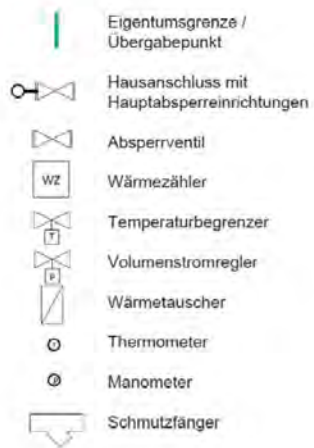 Eigentumsgrenze /
Übergabepunkt
Hausanschluss mit
Hauptabsperreinrichtungen
Absperrventil
WZ
Wärmezähler
Temperaturbegrenzer
T
Volumenstromregler
P
Wärmetauscher
Thermometer
Manometer
Schmutzfänger